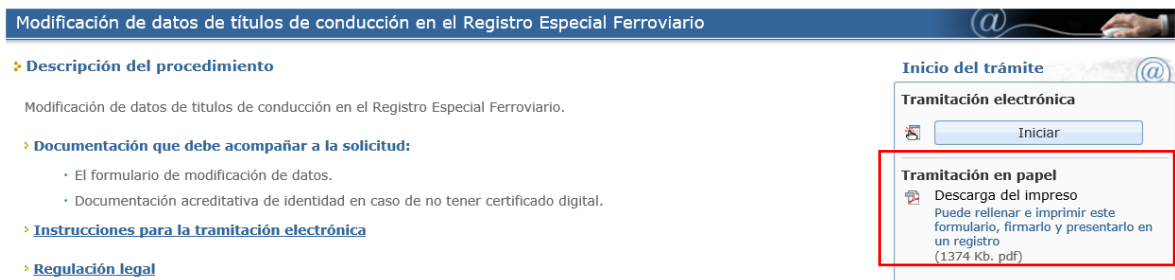 Modificación de datos de títulos de conducción en el Registro Especial Ferroviario
Descripción del procedimiento
Modificación de datos de titulos de conducción en el Registro Especial Ferroviario.
Documentación que debe acompañar a la solicitud:
El formulario de modificación de datos.
Documentación acreditativa de identidad en caso de no tener certificado digital.
Instrucciones para la tramitación electrónica
Regulación legal
Inicio del trámite
Tramitación electrónica
Iniciar
Tramitación en papel
Descarga del impreso
Puede rellenar e imprimir este
formulario, firmarlo y presentarlo en
un registro
(1374 Kb. pdf)